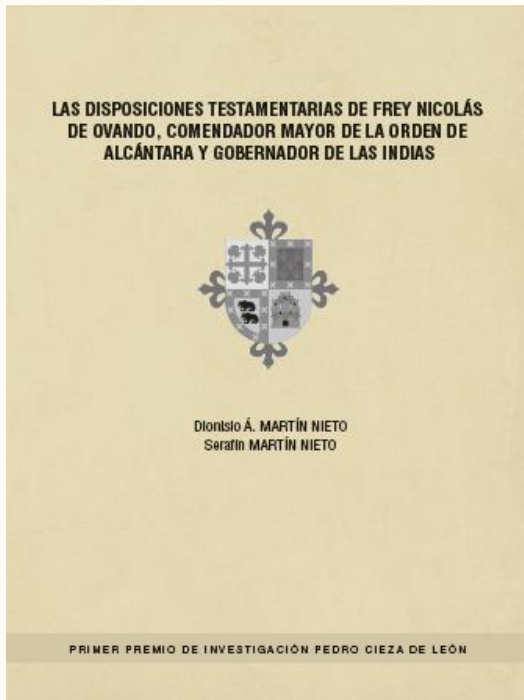 LAS DISPOSICIONES TESTAMENTARIAS DE FREY NICOLÁS
DE OVANDO, COMENDADOR MAYOR DE LA ORDEN DE
ALCÁNTARA Y GOBERNADOR DE LAS INDIAS
Dionisio Á. MARTÍN NIETO
Serafín MARTÍN NIETO
PRIMER PREMIO DE INVESTIGACIÓN PEDRO CIEZA DE LEÓN